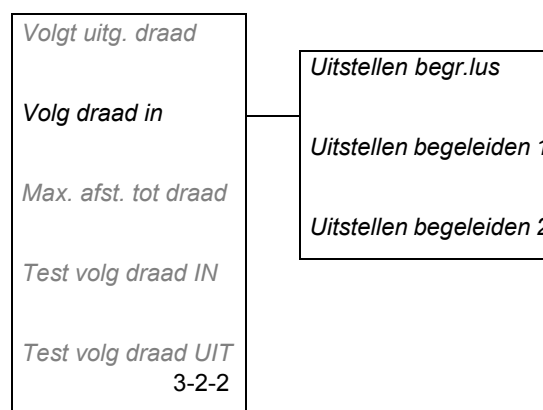 Volgt uitg. draad
Volg draad in
Max. afst. tot draad
Test volg draad IN
Test volg draad UIT
3-2-2
Uitstellen begr.lus
Uitstellen begeleiden 1
Uitstellen begeleiden 2